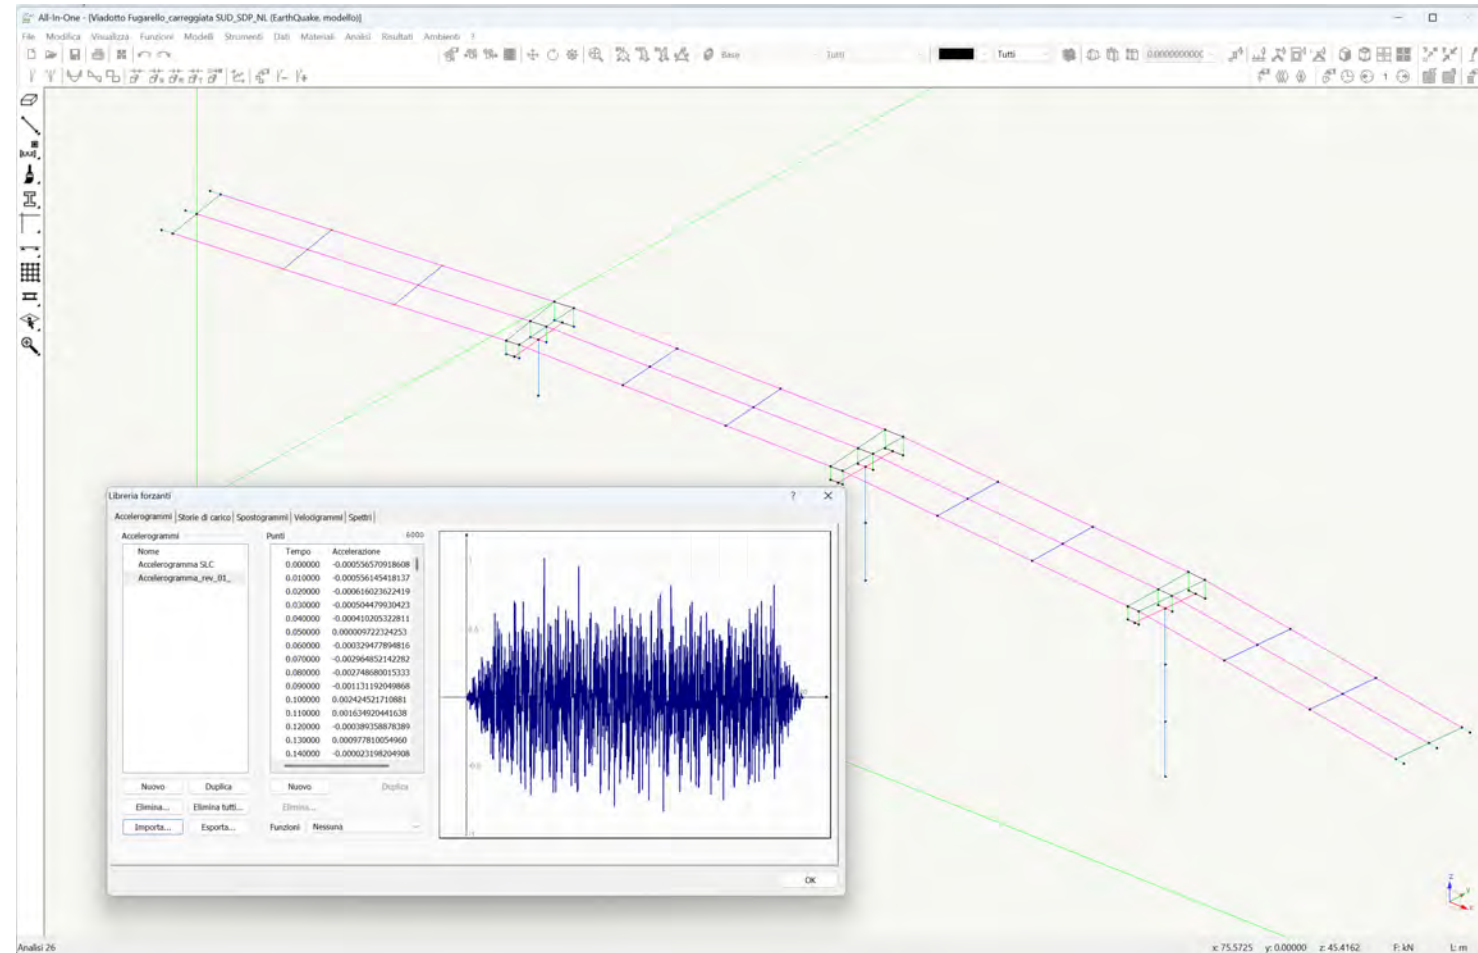 All-In-One - [Viadotto Fugarello_carreggiata SUD_SDP_NL (EarthQuake, modello)]
File Modifica Visualizza Funzioni Modelli Strumenti Dati Materiali Analisi Risultati Ambienti ?
Base Tutti Tutti 0.0000000000
1
Libreria forzanti ? X
Accelerogrammi Storie di carico Spostogrammi Velocigrammi Spettri
Accelerogrammi Punti 6000
Nome Tempo Accelerazione
Accelerogramma SLC 0.000000 -0.000556570918608
Accelerogramma_rev_01_ 0.010000 -0.000556145418137
0.020000 -0.000616023622419
0.030000 -0.000504479930423
0.040000 -0.000410205322811
0.050000 0.000009722324253
0.060000 -0.000329477894816
0.070000 -0.002964852142282
0.080000 -0.002748680015333
0.090000 -0.001131192049868
0.100000 0.002424521710881
0.110000 0.001634920441638
0.120000 -0.000389358878389
0.130000 0.000977810054960
0.140000 -0.000023198204908
Nuovo Duplica Nuovo Duplica
Elimina... Elimina tutti... Elimina...
Importa... Esporta... Funzioni Nessuna
OK
z
y
x
Analisi 26 x: 75.5725 y: 0.00000 z: 45.4162 F: kN L: m